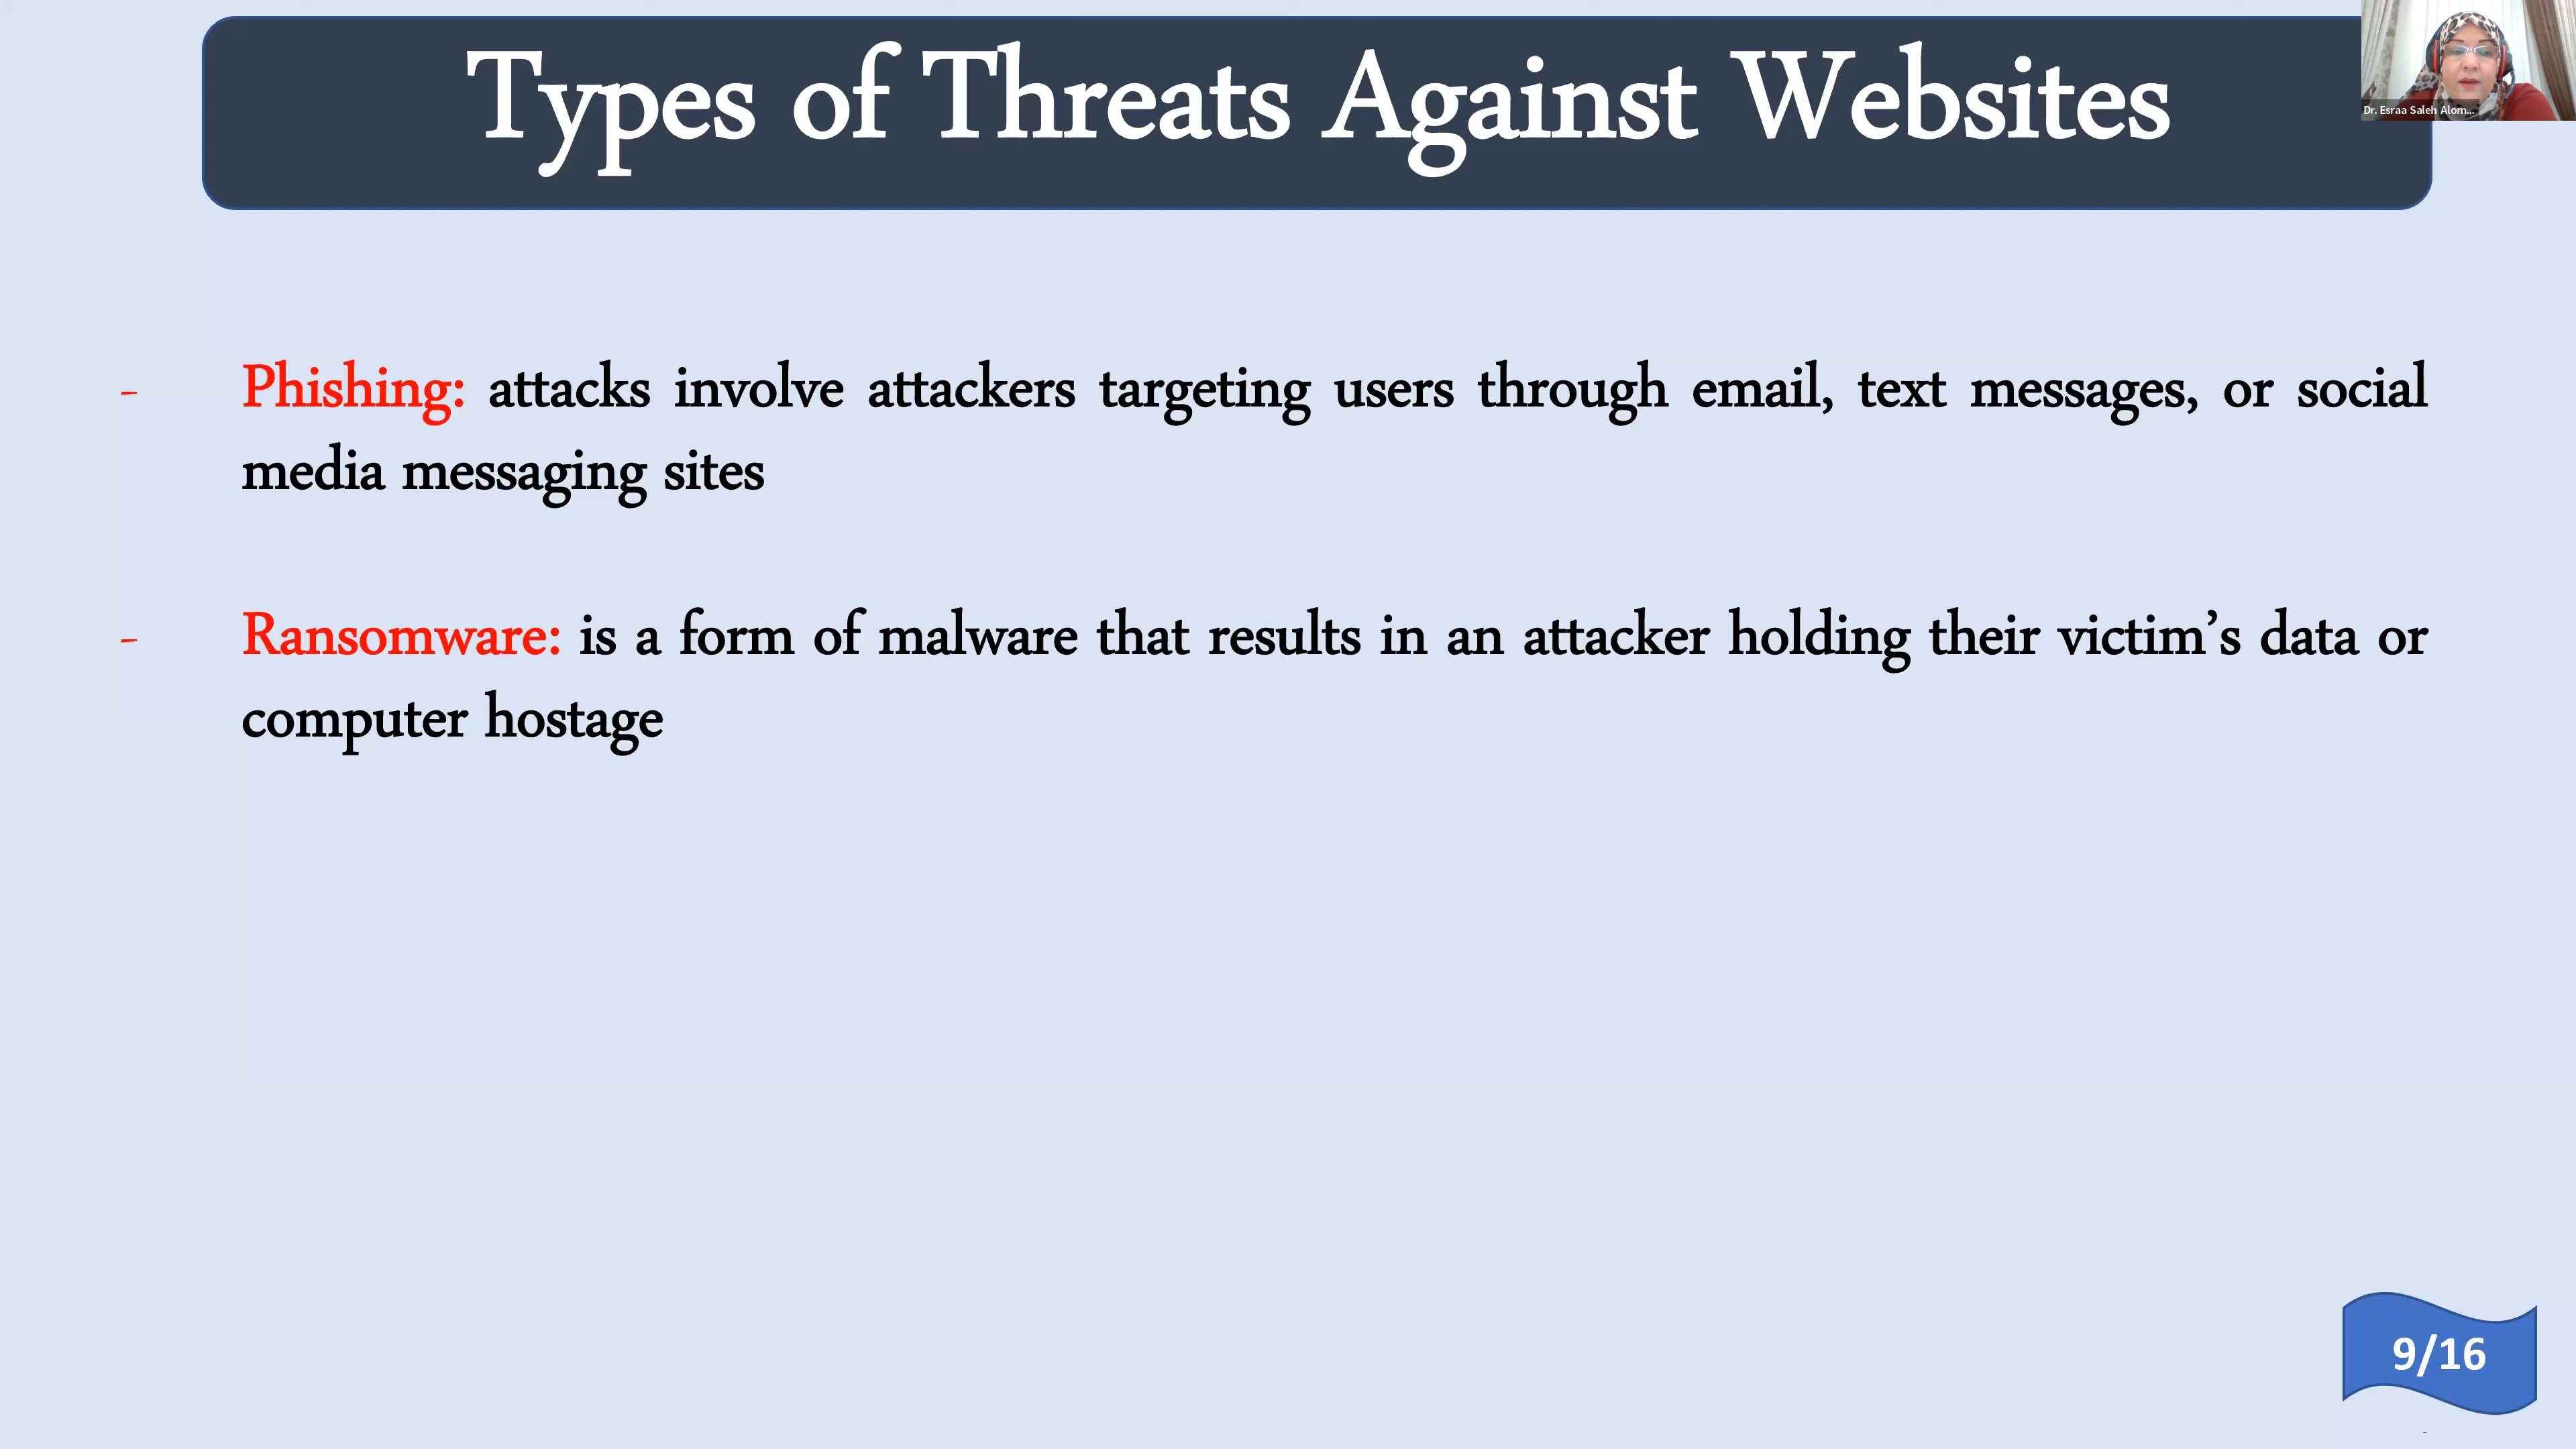 Types of Threats Against Websites
Dr. Esraa Saleh Alom...
- Phishing: attacks involve attackers targeting users through email, text messages, or social
media messaging sites
- Ransomware: is a form of malware that results in an attacker holding their victim’s data or
computer hostage
9/16